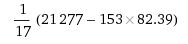 1/17 (21 277 − 153 × 82.39)